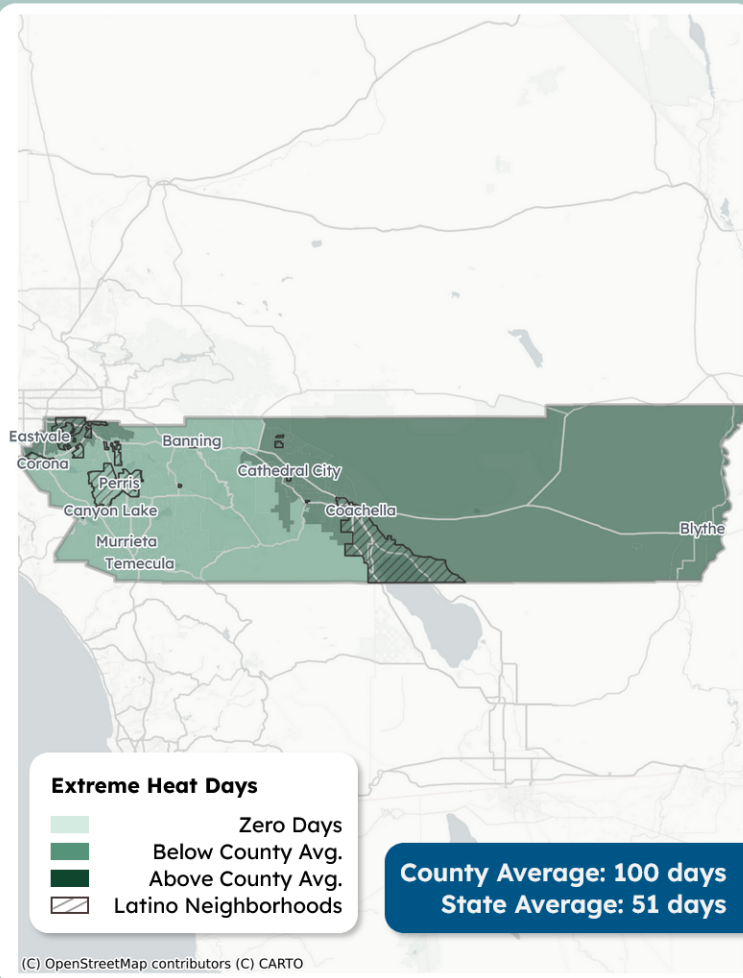 Eastvale
Banning
Corona
Cathedral City
Perris
Canyon Lake
Coachella
Blythe
Murrieta
Temecula
Extreme Heat Days
Zero Days
Below County Avg.
Above County Avg.
Latino Neighborhoods
County Average: 100 days
State Average: 51 days
(C) OpenStreetMap contributors (C) CARTO